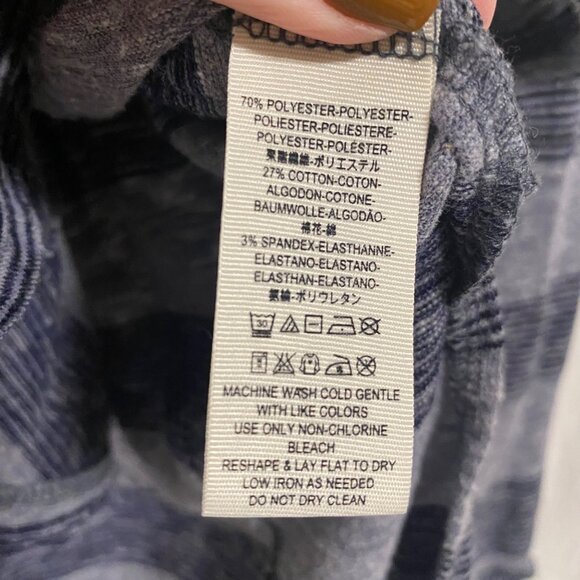 70% POLYESTER-POLYESTER-
POLIESTER-POLIESTERE-
POLYESTER-POLÉSTER-
聚酯纖維-ポリエステル
27% COTTON-COTON-
ALGODON-COTONE-
BAUMWOLLE-ALGODÃO-
棉花-綿
3% SPANDEX-ELASTHANNE-
ELASTANO-ELASTANO-
ELASTHAN-ELASTANO-
氨綸-ポリウレタン
30
MACHINE WASH COLD GENTLE
WITH LIKE COLORS
USE ONLY NON-CHLORINE
BLEACH
RESHAPE & LAY FLAT TO DRY
LOW IRON AS NEEDED
DO NOT DRY CLEAN